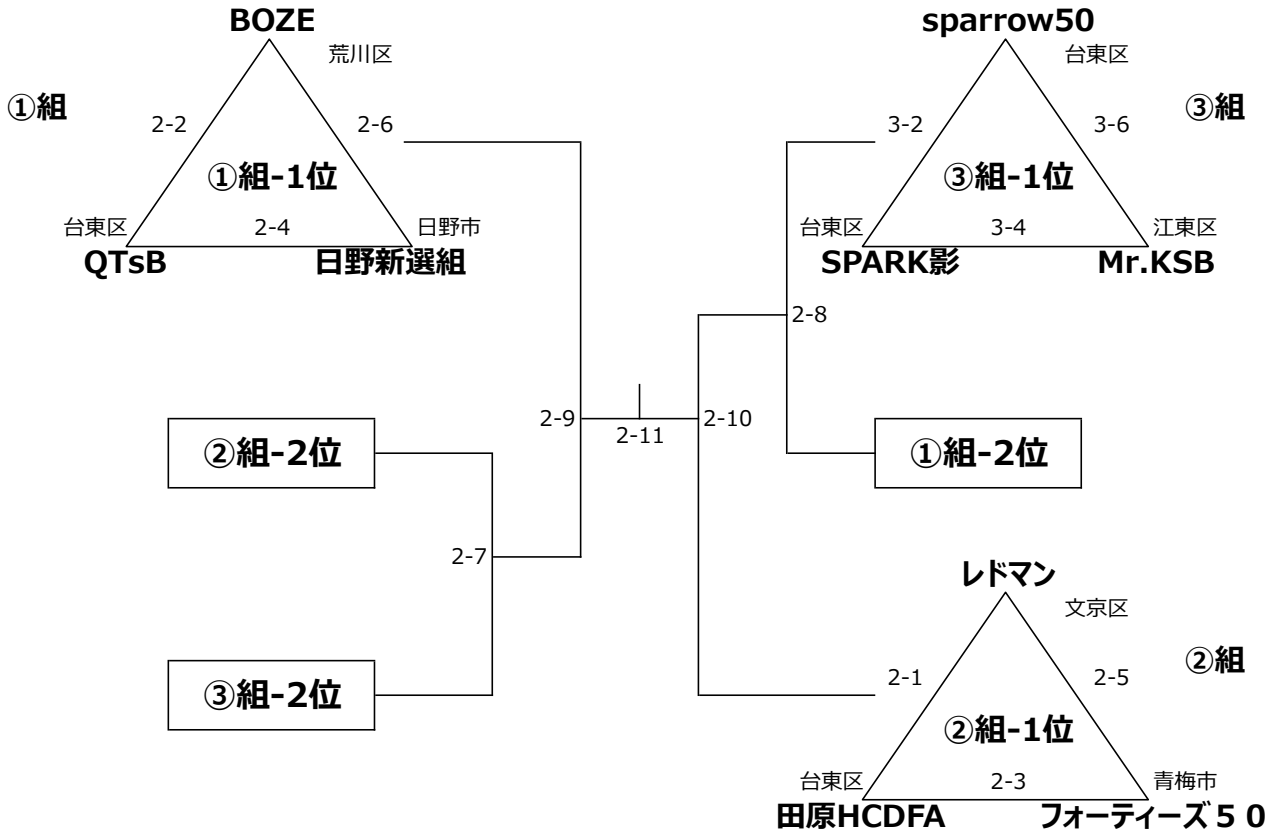 BOZE
荒川区
①組
2-2
2-6
①組-1位
台東区
2-4
日野市
QTsB
日野新選組
sparrow50
台東区
③組
3-2
3-6
③組-1位
台東区
3-4
江東区
SPARK影
Mr.KSB
2-8
2-9
2-11
2-10
②組-2位
①組-2位
2-7
③組-2位
レドマン
文京区
②組
2-1
2-5
②組-1位
台東区
2-3
青梅市
田原HCDFA
フォーティーズ５０